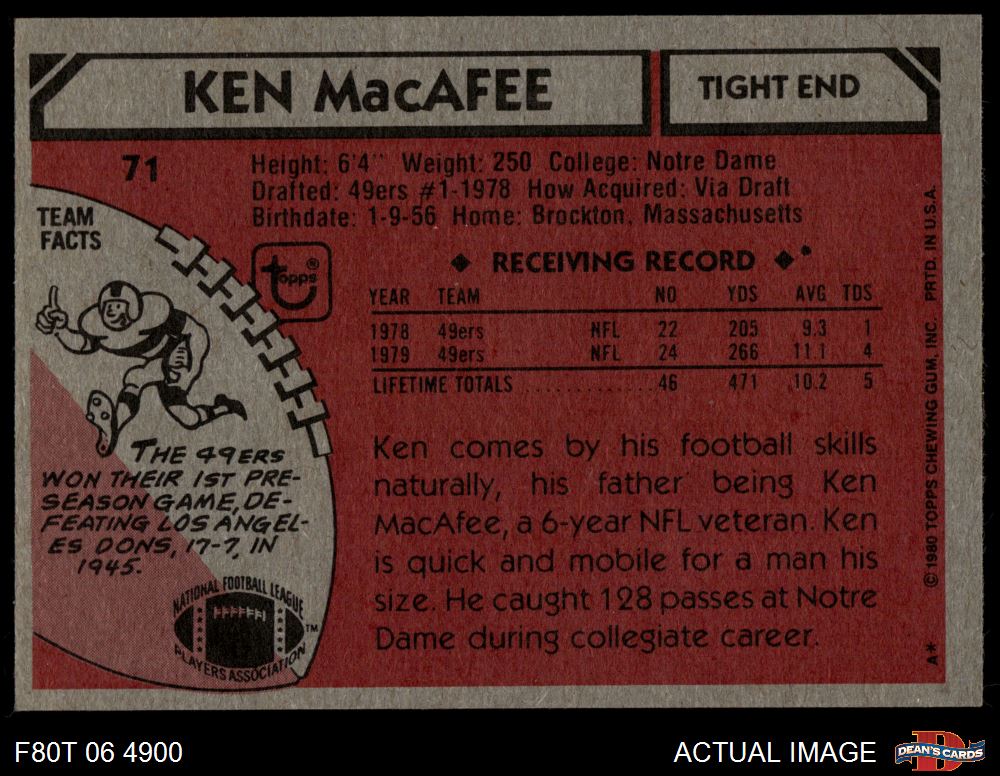 KEN MacAFEE
TIGHT END
71
Height: 6'4" Weight: 250 College: Notre Dame
Drafted: 49ers #1-1978 How Acquired: Via Draft
Birthdate: 1-9-56 Home: Brockton, Massachusetts
TEAM
FACTS
topps®
◆ RECEIVING RECORD ◆
YEAR TEAM NO YDS AVG TDS
1978 49ers NFL 22 205 9.3 1
1979 49ers NFL 24 266 11.1 4
LIFETIME TOTALS .............. 46 471 10.2 5
THE 49ERS
WON THEIR 1ST PRE-
SEASON GAME, DE-
FEATING LOS ANGEL-
ES DONS, 17-7, IN
1945.
NATIONAL FOOTBALL LEAGUE
PLAYERS ASSOCIATION
TM
Ken comes by his football skills
naturally, his father being Ken
MacAfee, a 6-year NFL veteran. Ken
is quick and mobile for a man his
size. He caught 128 passes at Notre
Dame during collegiate career.
A* © 1980 TOPPS CHEWING GUM, INC. PRTD. IN U.S.A.
F80T 06 4900
ACTUAL IMAGE
DEAN'S CARDS